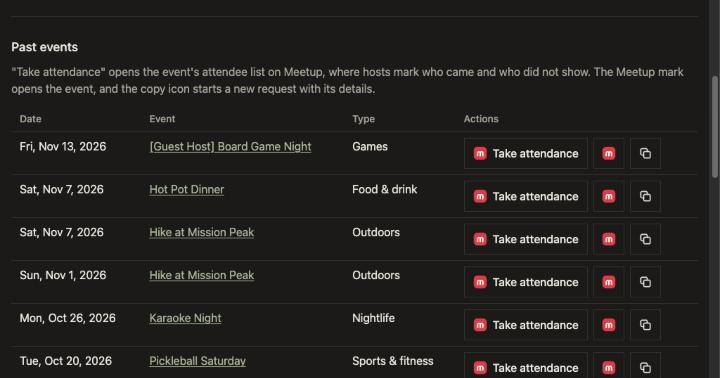 Past events
"Take attendance" opens the event's attendee list on Meetup, where hosts mark who came and who did not show. The Meetup mark
opens the event, and the copy icon starts a new request with its details.
Date Event Type Actions
Fri, Nov 13, 2026 [Guest Host] Board Game Night Games m Take attendance m
Sat, Nov 7, 2026 Hot Pot Dinner Food & drink m Take attendance m
Sat, Nov 7, 2026 Hike at Mission Peak Outdoors m Take attendance m
Sun, Nov 1, 2026 Hike at Mission Peak Outdoors m Take attendance m
Mon, Oct 26, 2026 Karaoke Night Nightlife m Take attendance m
Tue, Oct 20, 2026 Pickleball Saturday Sports & fitness m Take attendance m